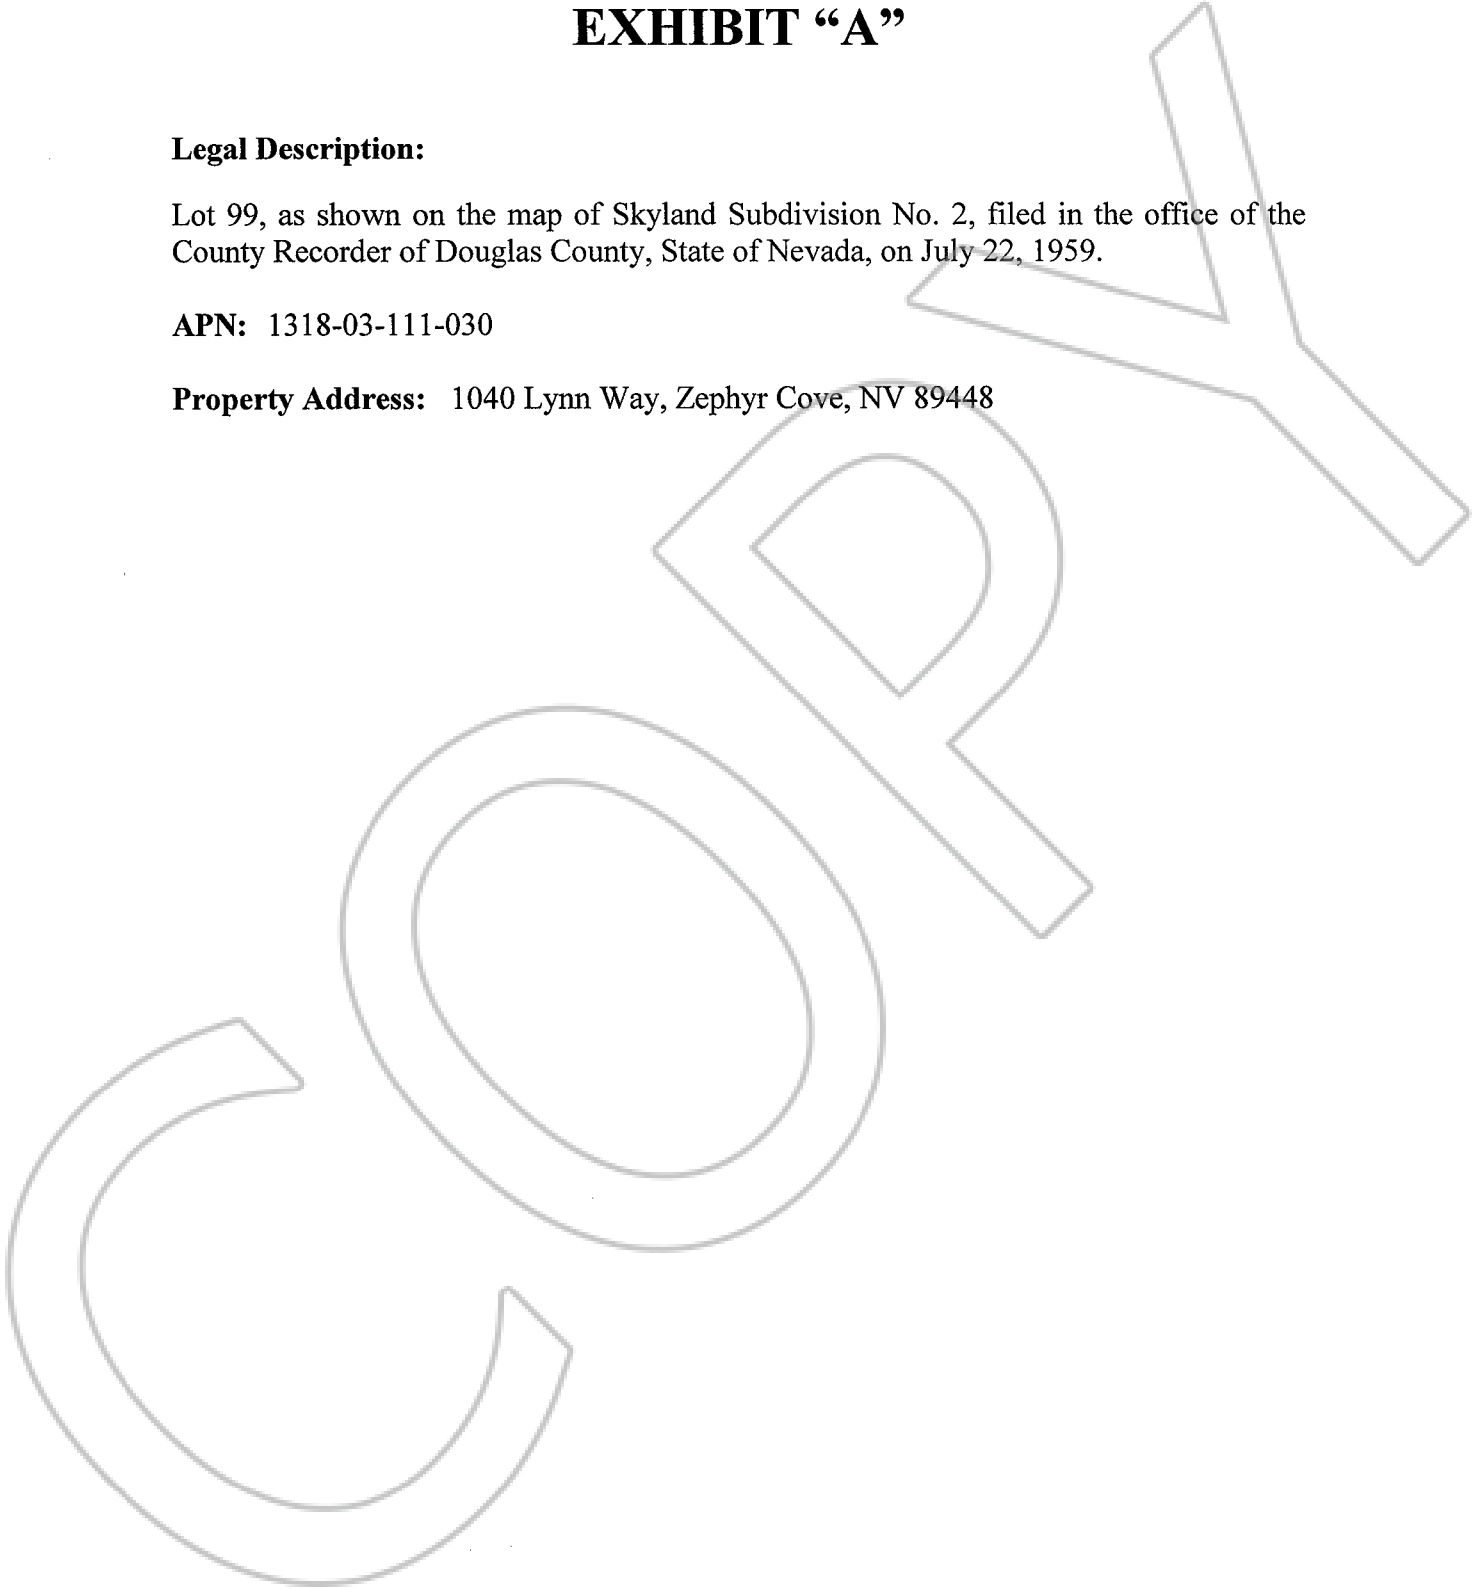 EXHIBIT “A”
Legal Description:
Lot 99, as shown on the map of Skyland Subdivision No. 2, filed in the office of the
County Recorder of Douglas County, State of Nevada, on July 22, 1959.
APN: 1318-03-111-030
Property Address: 1040 Lynn Way, Zephyr Cove, NV 89448
COPY